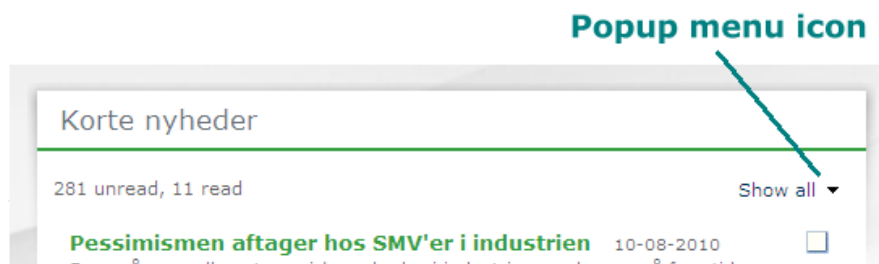 Popup menu icon
Korte nyheder
281 unread, 11 read
Show all
Pessimismen aftager hos SMV'er i industrien 10-08-2010